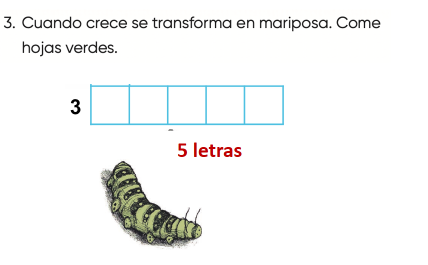 3. Cuando crece se transforma en mariposa. Come
hojas verdes.
3
5 letras